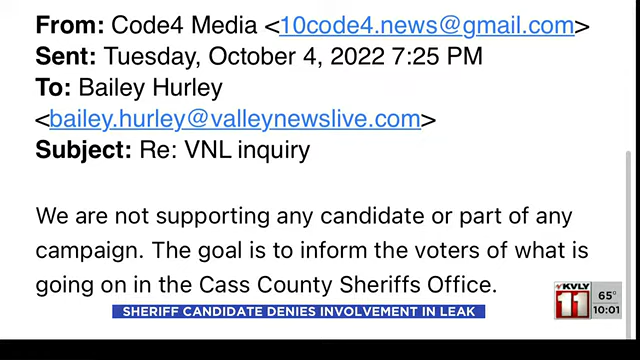 From: Code4 Media <10code4.news@gmail.com>
Sent: Tuesday, October 4, 2022 7:25 PM
To: Bailey Hurley
<bailey.hurley@valleynewslive.com>
Subject: Re: VNL inquiry
We are not supporting any candidate or part of any
campaign. The goal is to inform the voters of what is
going on in the Cass County Sheriffs Office.
SHERIFF CANDIDATE DENIES INVOLVEMENT IN LEAK
KVLY
11
65°
10:01